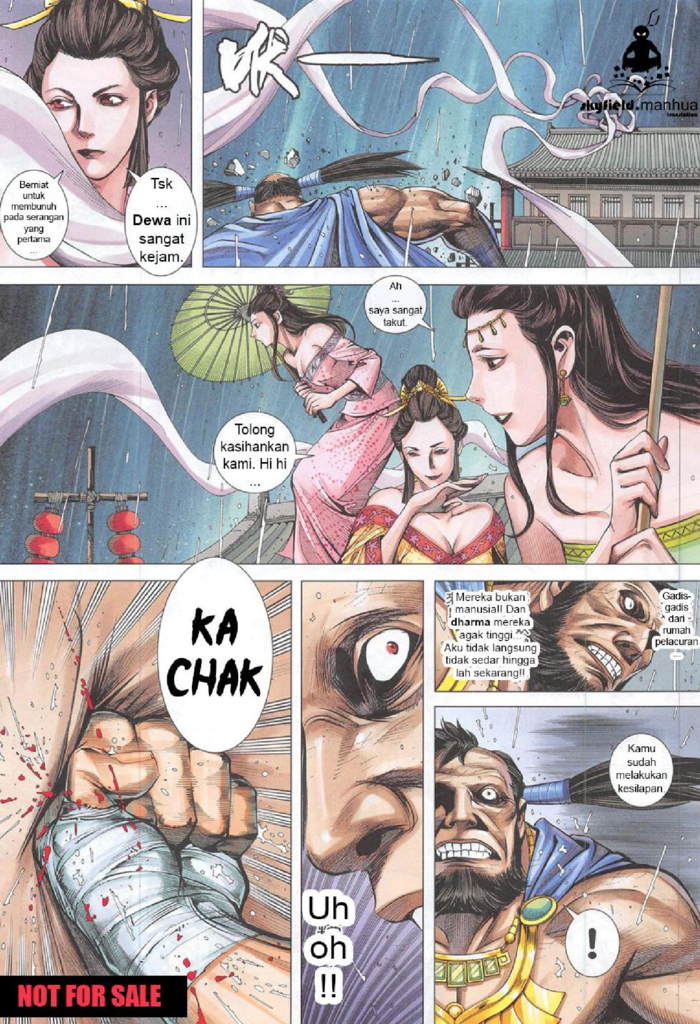 Berniat
untuk
membunuh
pada serangan
yang
pertama
...
Tsk
...
Dewa ini
sangat
kejam.
skyfield.manhua
translation
Ah
...
saya sangat
takut.
Tolong
kasihankan
kami. Hi hi
...
KA
CHAK
Uh
oh
!!
Gadis-
gadis
dari
rumah
pelacuran
...
Mereka bukan
manusia!! Dan
dharma mereka
agak tinggi.
Aku tidak langsung
tidak sedar hingga
lah sekarang!!
Kamu
sudah
melakukan
kesilapan.
!
NOT FOR SALE